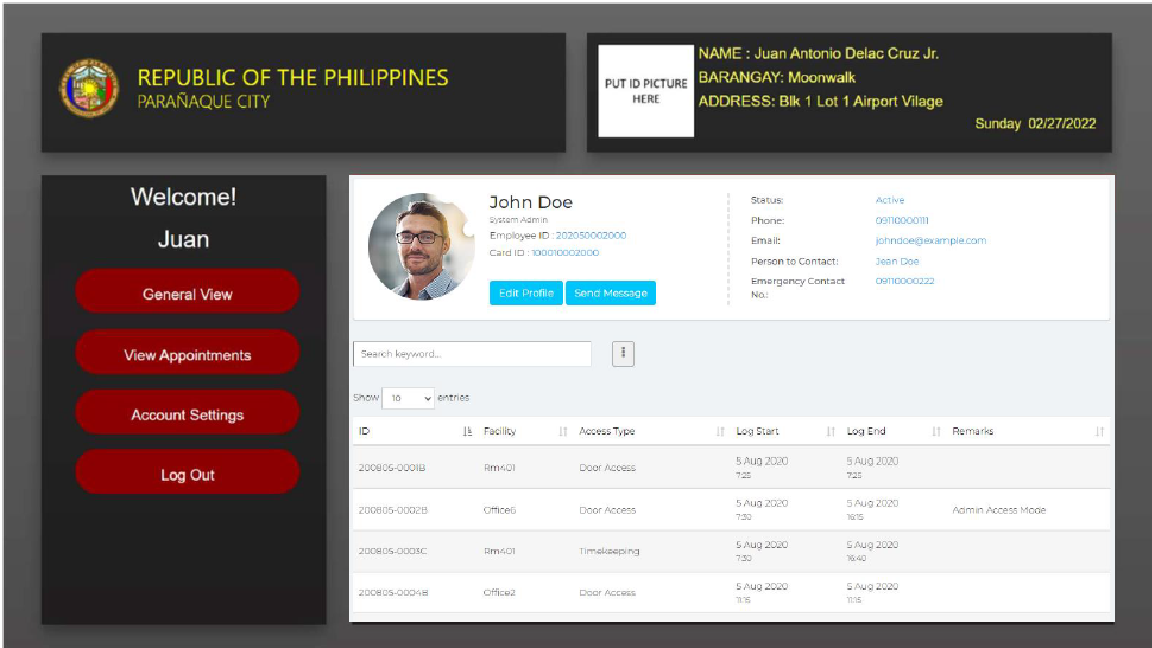 REPUBLIC OF THE PHILIPPINES
PARAÑAQUE CITY
PUT ID PICTURE
HERE
NAME : Juan Antonio Delac Cruz Jr.
BARANGAY: Moonwalk
ADDRESS: Blk 1 Lot 1 Airport Vilage
Sunday 02/27/2022
Welcome!
Juan
General View
View Appointments
Account Settings
Log Out
John Doe
System Admin
Employee ID : 202050002000
Card ID : 100010002000
Edit Profile Send Message
Status: Active
Phone: 09110000111
Email: johndoe@example.com
Person to Contact: Jean Doe
Emergency Contact 09110000222
No.:
Search keyword...
Show 10 entries
ID Facility Access Type Log Start Log End Remarks
200805-0001B Rm401 Door Access 5 Aug 2020 5 Aug 2020
7:25 7:25
200805-0002B Office6 Door Access 5 Aug 2020 5 Aug 2020 Admin Access Mode
7:30 16:15
200805-0003C Rm401 Timekeeping 5 Aug 2020 5 Aug 2020
7:30 16:40
200805-0004B Office2 Door Access 5 Aug 2020 5 Aug 2020
11:15 11:15